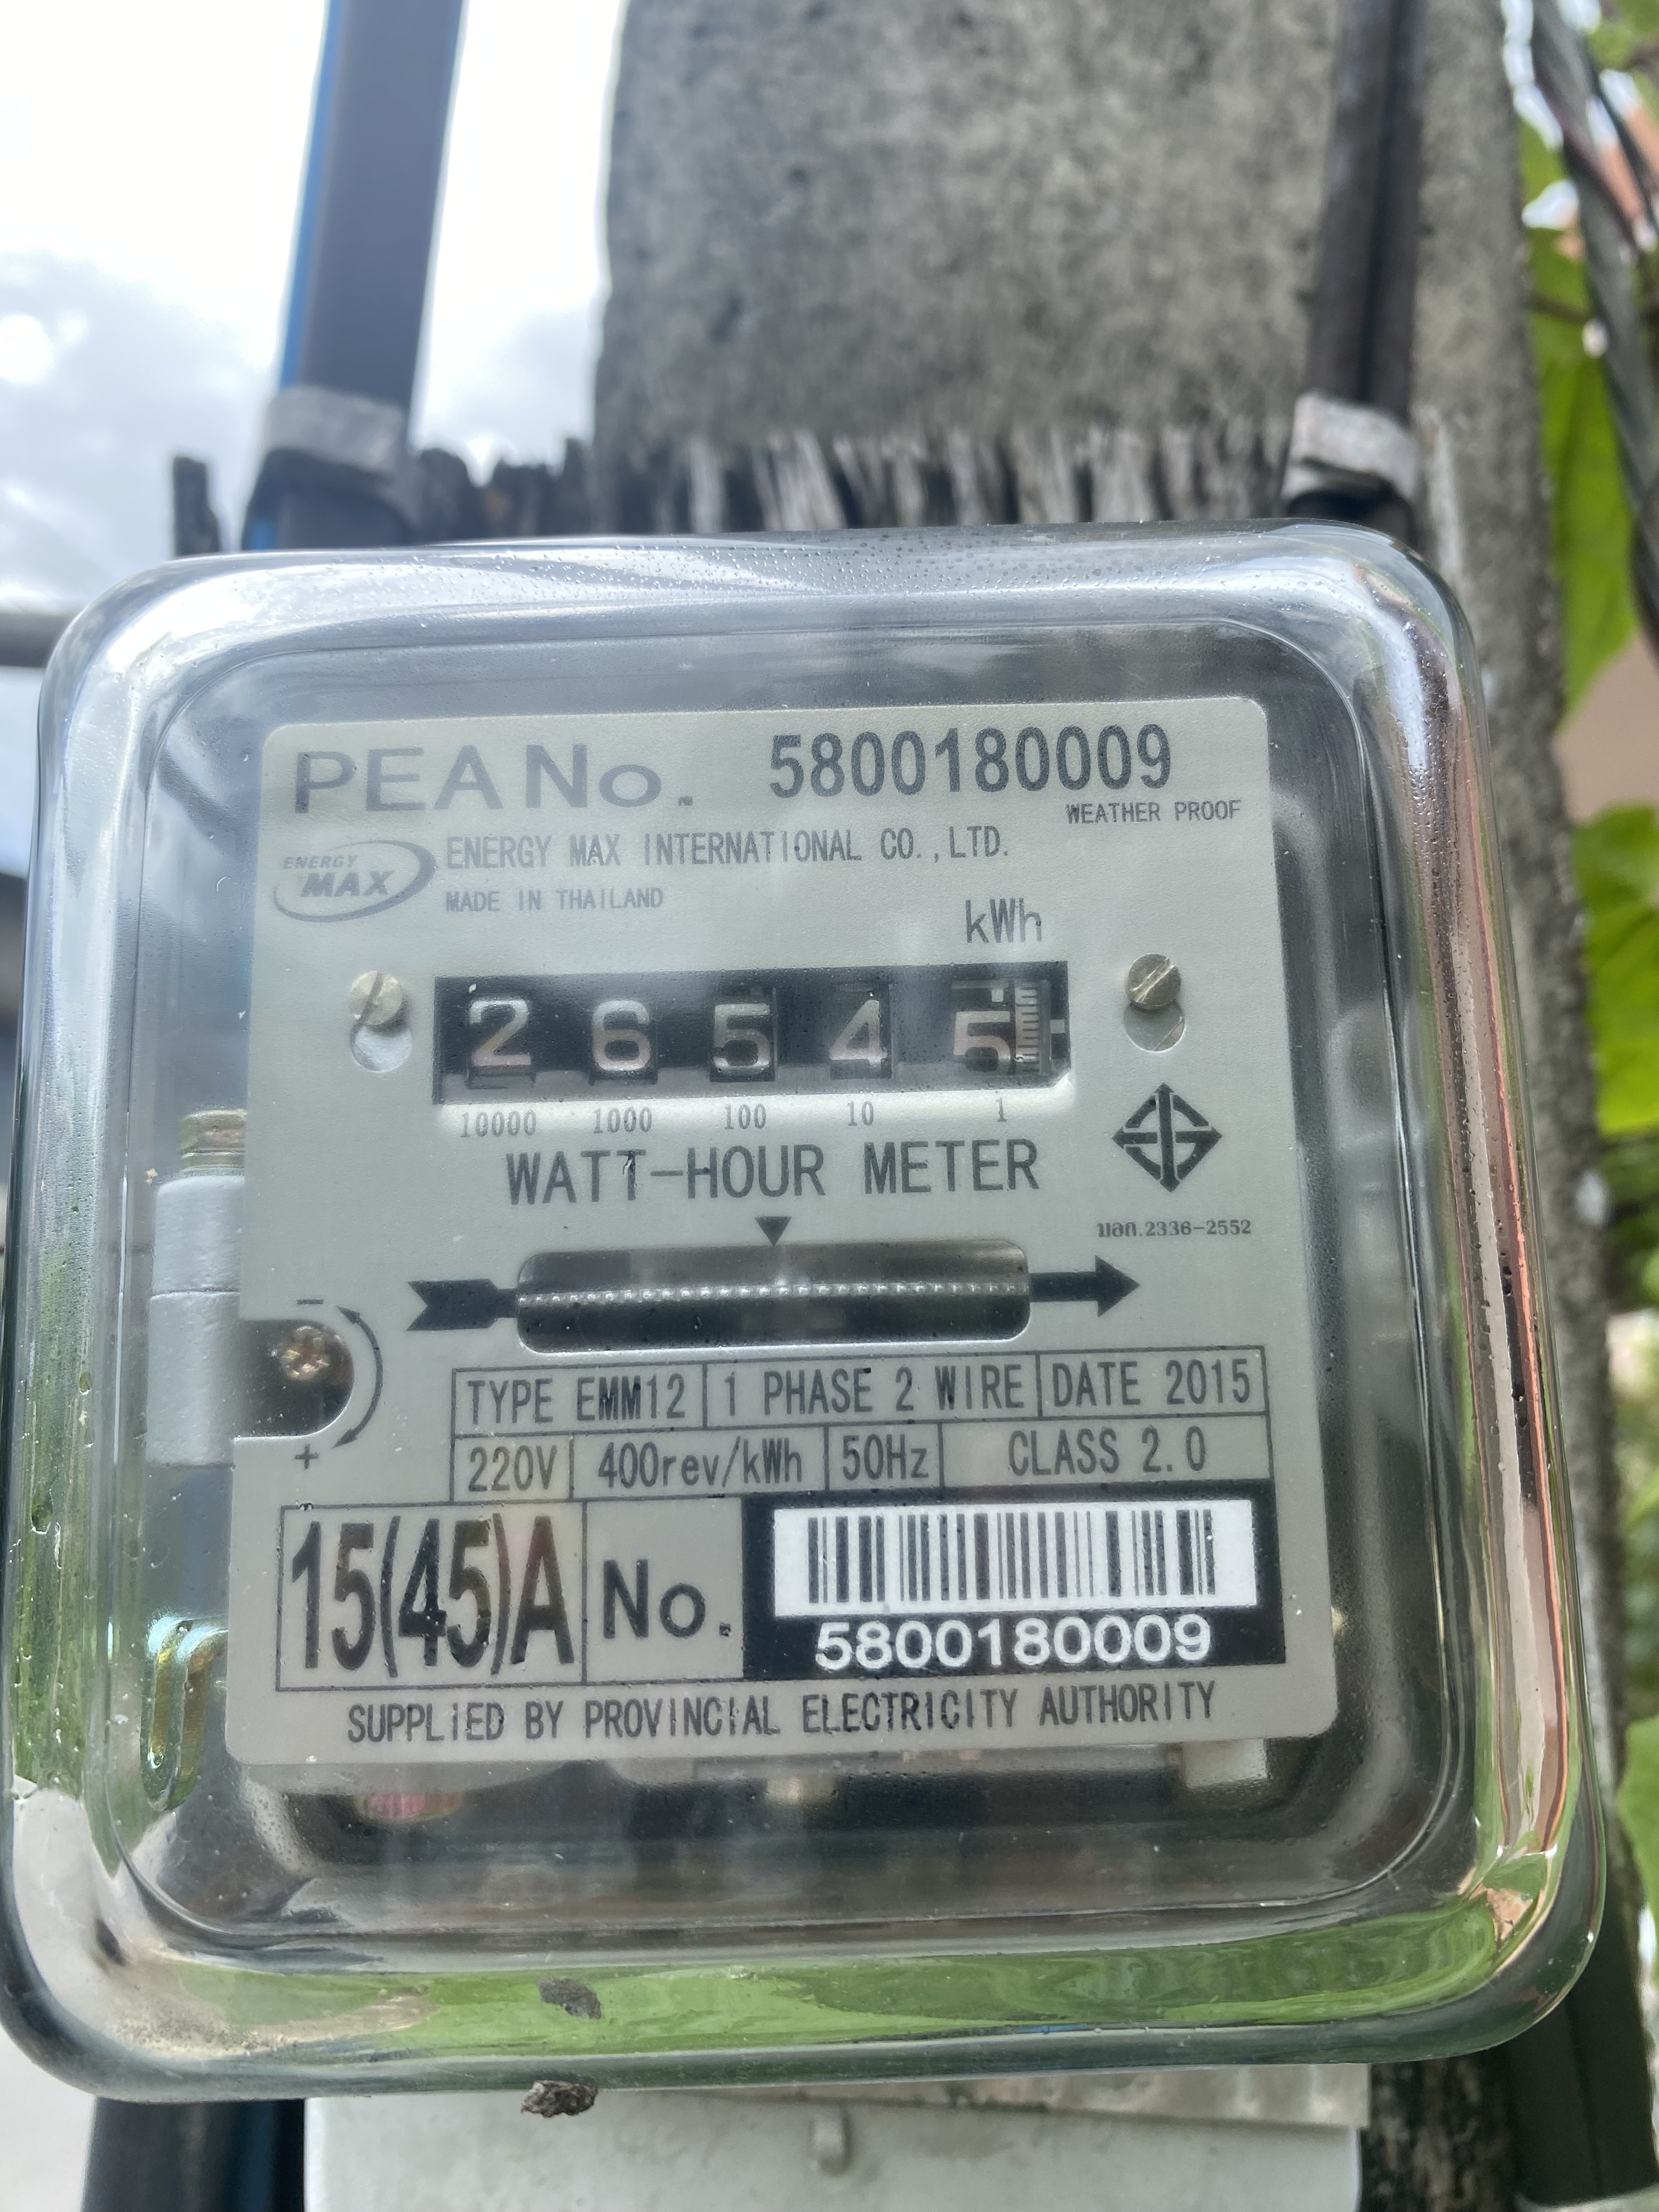 PEA No. 5800180009
WEATHER PROOF
ENERGY MAX
ENERGY MAX INTERNATIONAL CO.,LTD.
MADE IN THAILAND
kWh
2 6 5 4 5
10000 1000 100 10 1
WATT-HOUR METER
มอก.2336-2552
−
+
TYPE EMM12 1 PHASE 2 WIRE DATE 2015
220V 400rev/kWh 50Hz CLASS 2.0
15(45)A No. 5800180009
SUPPLIED BY PROVINCIAL ELECTRICITY AUTHORITY